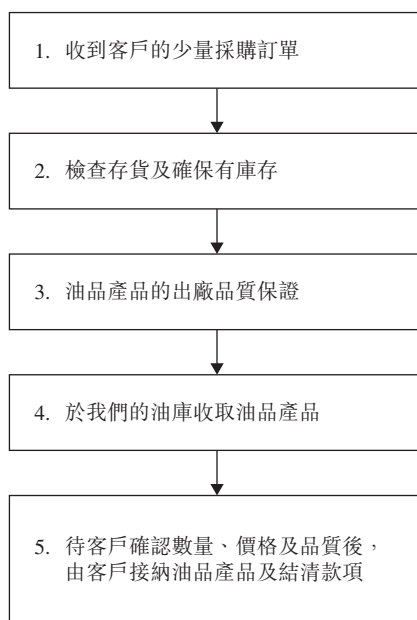 1. 收到客戶的少量採購訂單
2. 檢查存貨及確保有庫存
3. 油品產品的出廠品質保證
4. 於我們的油庫收取油品產品
5. 待客戶確認數量、價格及品質後，
由客戶接納油品產品及結清款項